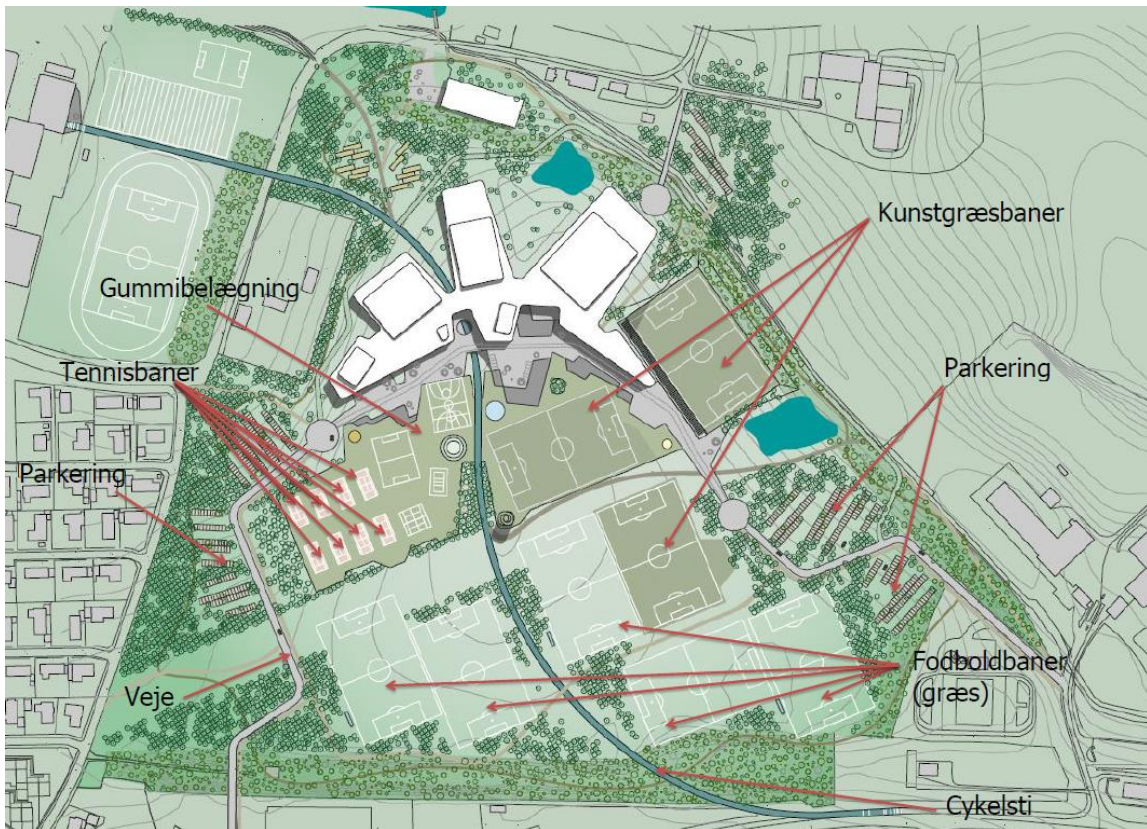 Kunstgræsbaner
Gummibelægning
Tennisbaner
Parkering
Parkering
Veje
Fodboldbaner
(græs)
Cykelsti